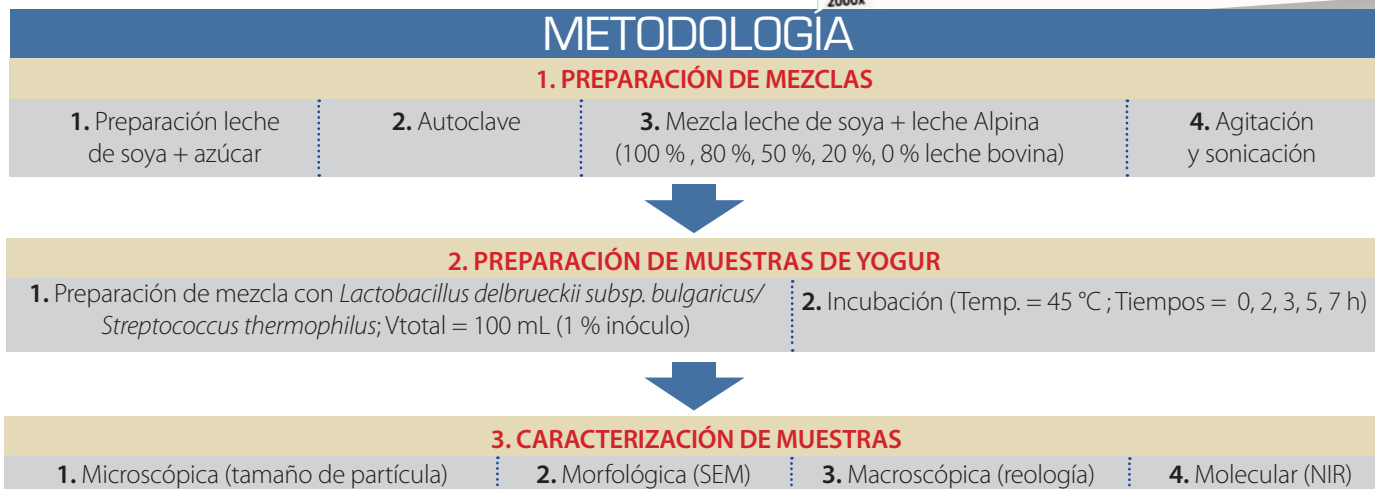 2000x
METODOLOGÍA
1. PREPARACIÓN DE MEZCLAS
1. Preparación leche
de soya + azúcar
2. Autoclave
3. Mezcla leche de soya + leche Alpina
(100 % , 80 %, 50 %, 20 %, 0 % leche bovina)
4. Agitación
y sonicación
2. PREPARACIÓN DE MUESTRAS DE YOGUR
1. Preparación de mezcla con Lactobacillus delbrueckii subsp. bulgaricus/
Streptococcus thermophilus; Vtotal = 100 mL (1 % inóculo)
2. Incubación (Temp. = 45 °C ; Tiempos = 0, 2, 3, 5, 7 h)
3. CARACTERIZACIÓN DE MUESTRAS
1. Microscópica (tamaño de partícula)
2. Morfológica (SEM)
3. Macroscópica (reología)
4. Molecular (NIR)